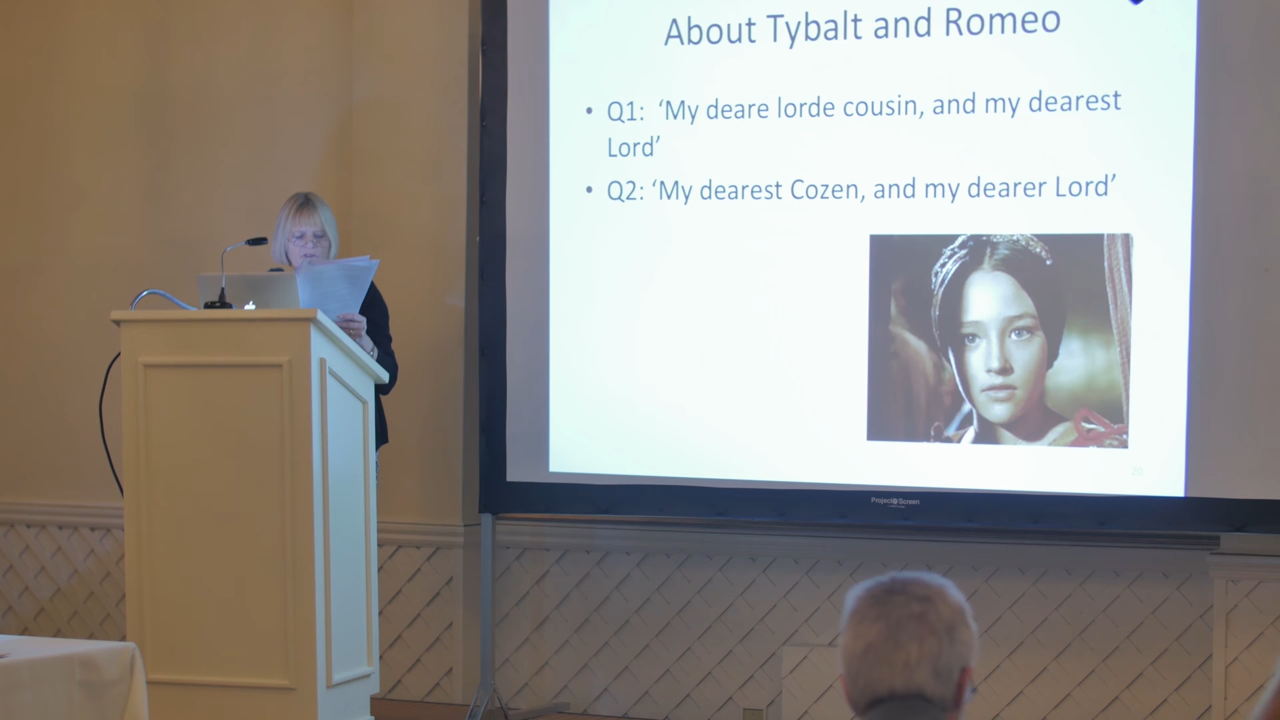 About Tybalt and Romeo
• Q1: ‘My deare lorde cousin, and my dearest
Lord’
• Q2: ‘My dearest Cozen, and my dearer Lord’
20
Project Screen